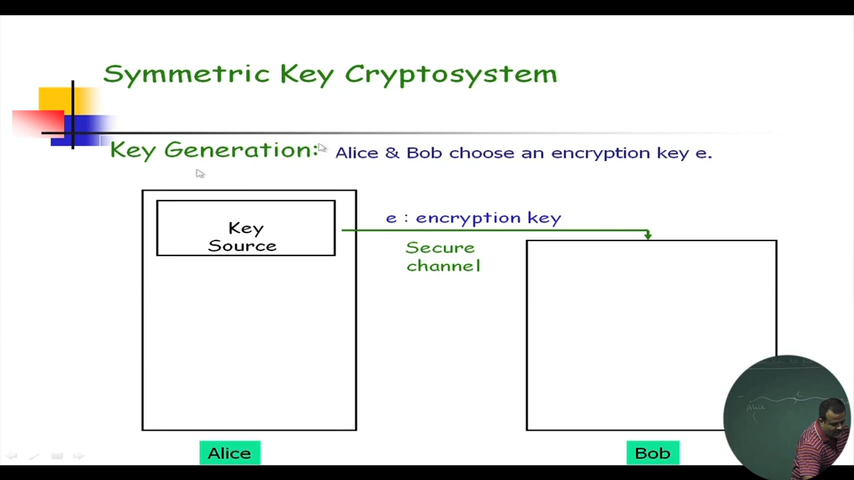 Symmetric Key Cryptosystem
Key Generation:
Alice & Bob choose an encryption key e.
Key
Source
e : encryption key
Secure
channel
Alice
Bob
Alice